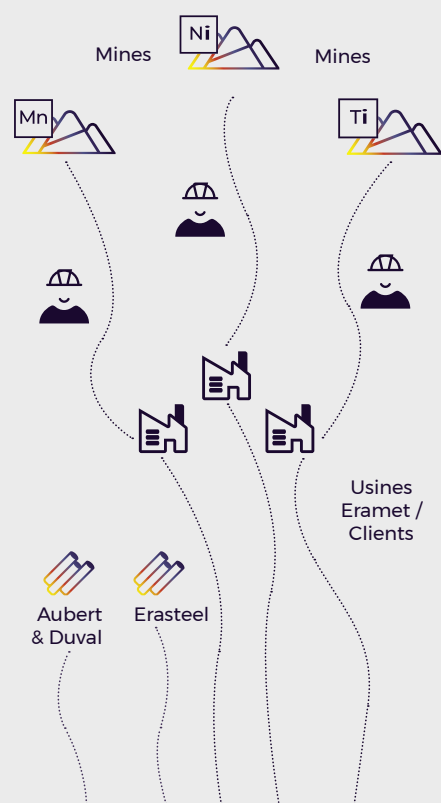 Ni
Mines
Mines
Mn
Ti
Usines
Eramet /
Clients
Aubert
& Duval
Erasteel